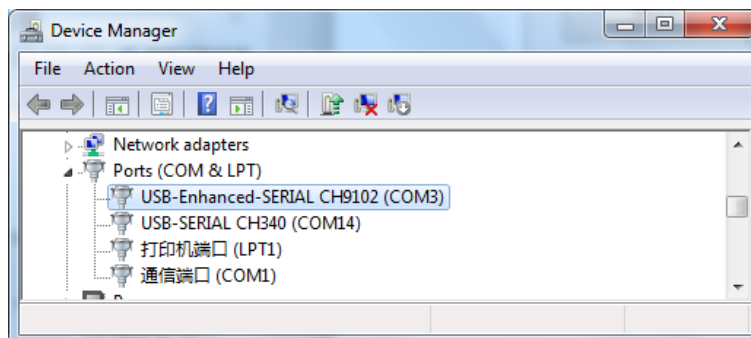 Device Manager
File Action View Help
Network adapters
Ports (COM & LPT)
USB-Enhanced-SERIAL CH9102 (COM3)
USB-SERIAL CH340 (COM14)
打印机端口 (LPT1)
通信端口 (COM1)